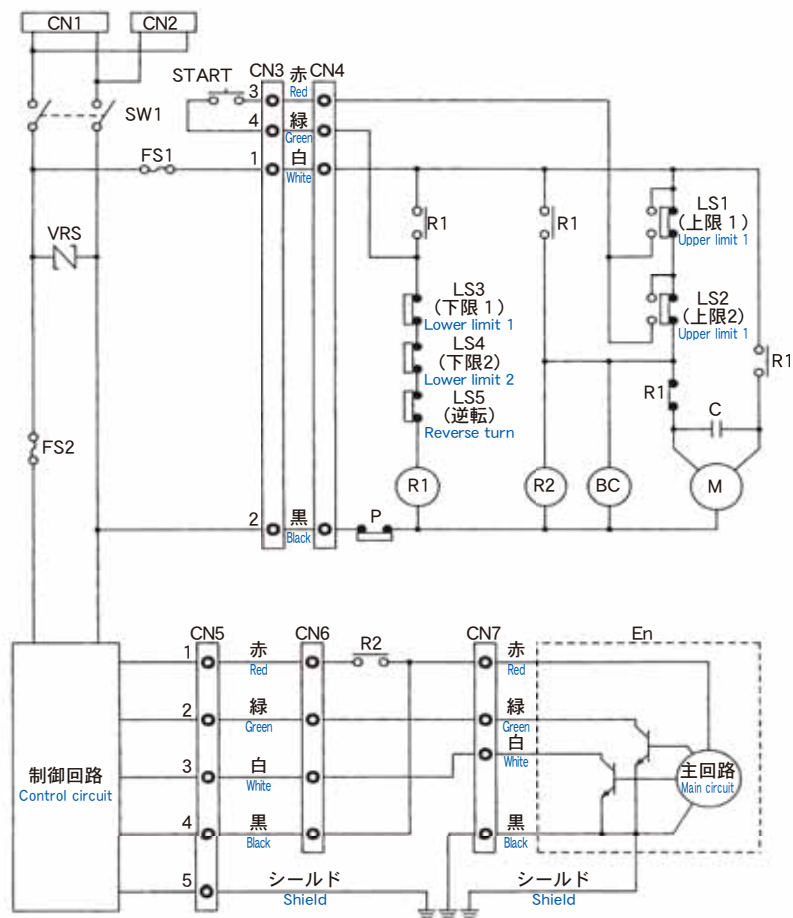 CN1
CN2
START
CN3
CN4
3
赤
Red
SW1
4
緑
Green
FS1
1
白
White
VRS
R1
R1
LS1
(上限 1)
Upper limit 1
LS3
(下限 1)
Lower limit 1
LS2
(上限2)
Upper limit 1
LS4
(下限2)
Lower limit 2
R1
LS5
(逆転)
Reverse turn
R1
C
FS2
R1
R2
BC
M
2
黒
Black
P
CN5
CN6
R2
CN7
En
1
赤
Red
赤
Red
2
緑
Green
緑
Green
制御回路
Control circuit
3
白
White
白
White
主回路
Main circuit
4
黒
Black
黒
Black
5
シールド
Shield
シールド
Shield